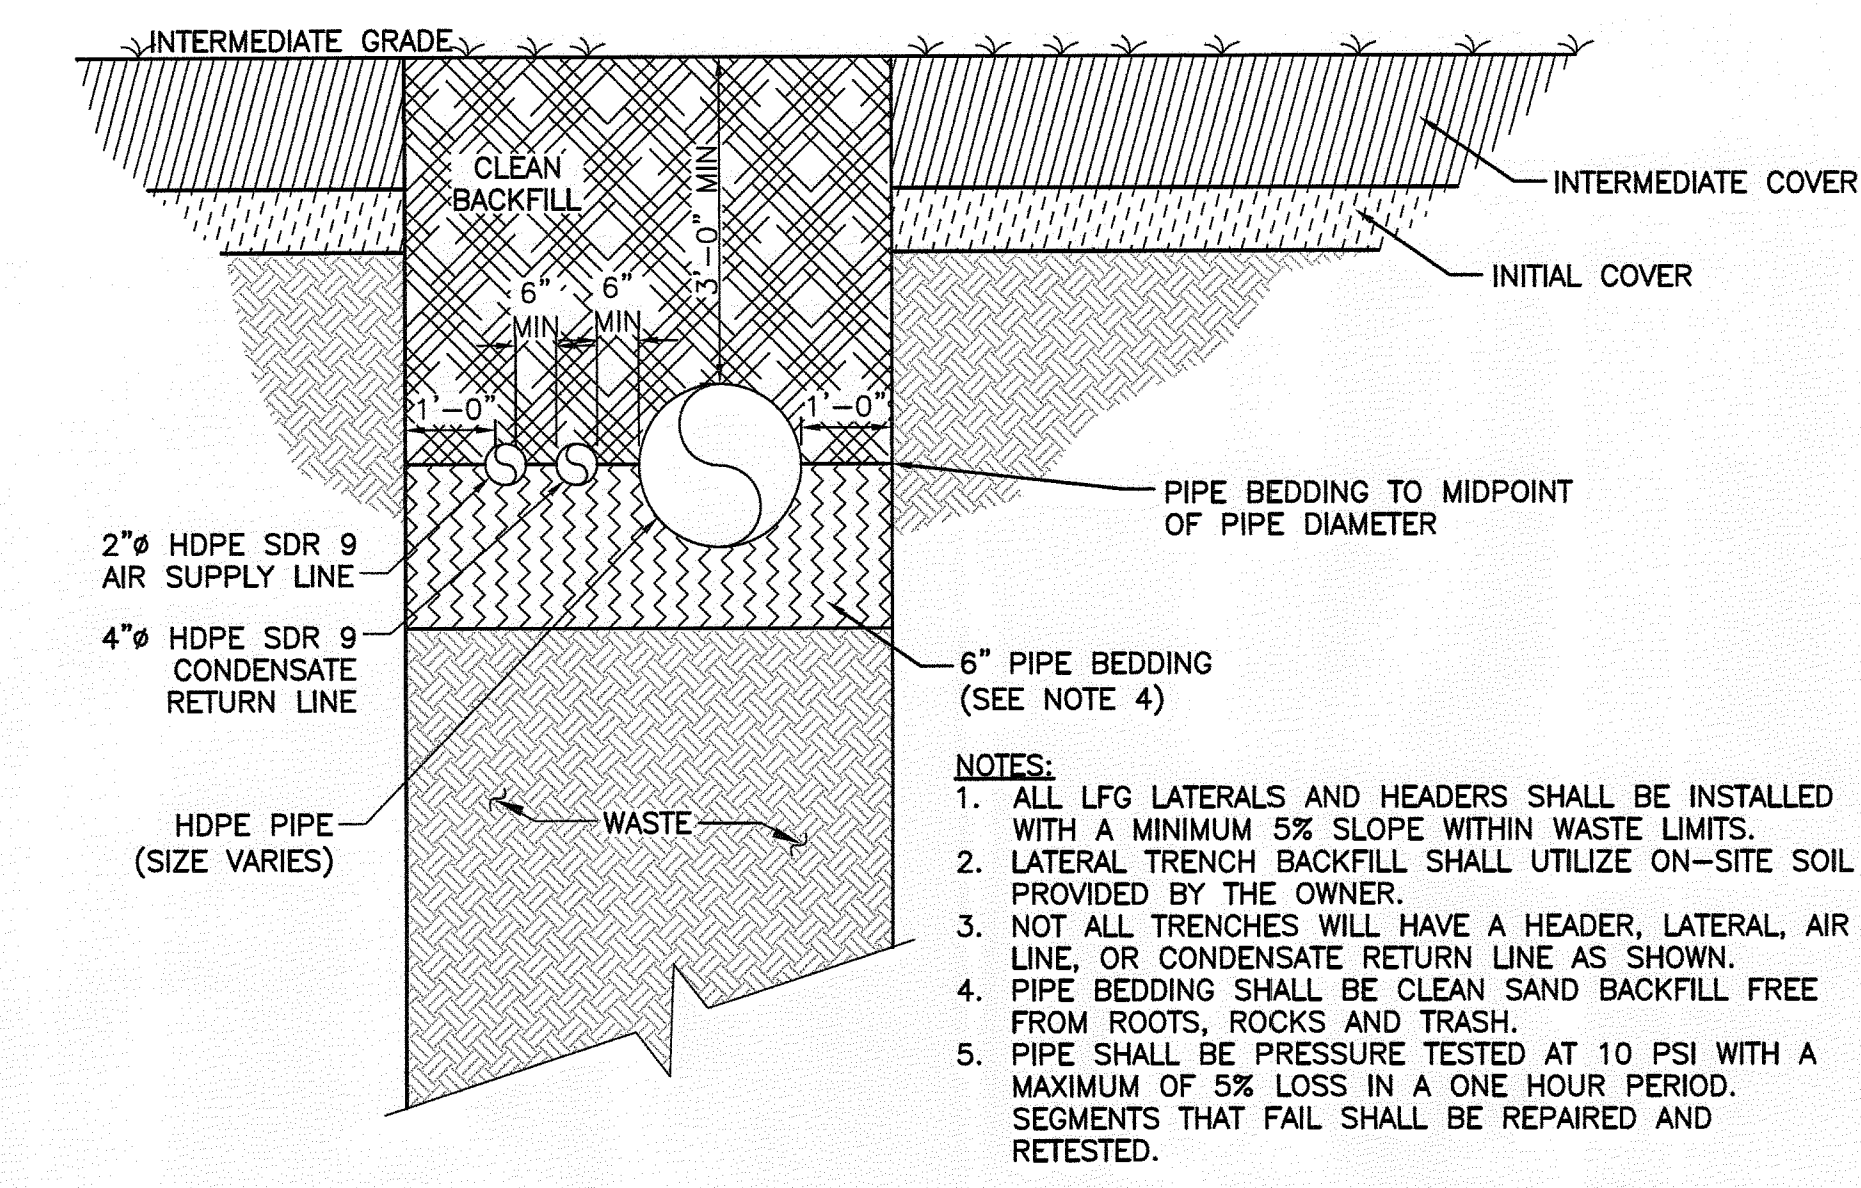 INTERMEDIATE GRADE
CLEAN
BACKFILL
3'-0" MIN
INTERMEDIATE COVER
INITIAL COVER
6"
MIN
6"
MIN
1'-0"
1'-0"
PIPE BEDDING TO MIDPOINT
OF PIPE DIAMETER
2"ø HDPE SDR 9
AIR SUPPLY LINE
4"ø HDPE SDR 9
CONDENSATE
RETURN LINE
6" PIPE BEDDING
(SEE NOTE 4)
HDPE PIPE
(SIZE VARIES)
WASTE
NOTES:
1. ALL LFG LATERALS AND HEADERS SHALL BE INSTALLED
WITH A MINIMUM 5% SLOPE WITHIN WASTE LIMITS.
2. LATERAL TRENCH BACKFILL SHALL UTILIZE ON-SITE SOIL
PROVIDED BY THE OWNER.
3. NOT ALL TRENCHES WILL HAVE A HEADER, LATERAL, AIR
LINE, OR CONDENSATE RETURN LINE AS SHOWN.
4. PIPE BEDDING SHALL BE CLEAN SAND BACKFILL FREE
FROM ROOTS, ROCKS AND TRASH.
5. PIPE SHALL BE PRESSURE TESTED AT 10 PSI WITH A
MAXIMUM OF 5% LOSS IN A ONE HOUR PERIOD.
SEGMENTS THAT FAIL SHALL BE REPAIRED AND
RETESTED.